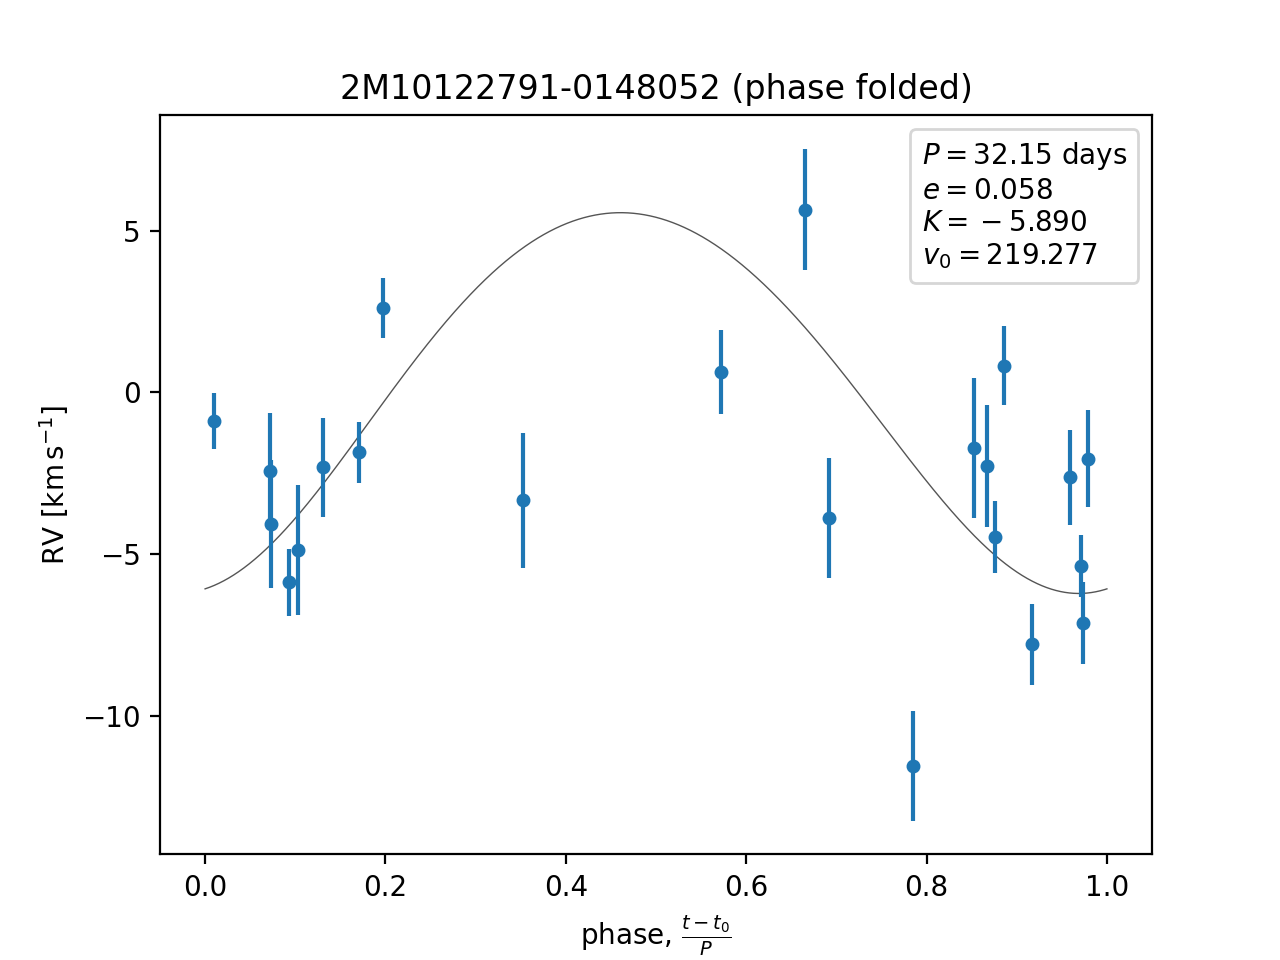 2M10122791-0148052 (phase folded)
P = 32.15 days
e = 0.058
K = −5.890
v₀ = 219.277
RV [km s⁻¹]
5
0
−5
−10
0.0 0.2 0.4 0.6 0.8 1.0
phase, (t − t₀)/P